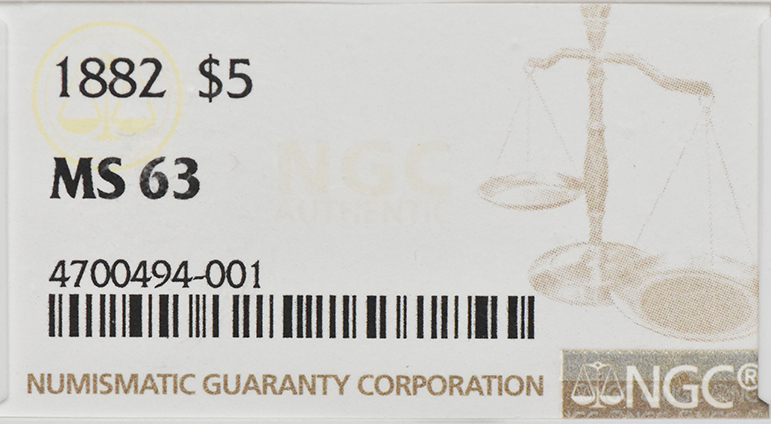 1882 $5
NGC
AUTHENTIC
MS 63
4700494-001
NUMISMATIC GUARANTY CORPORATION
NGC®